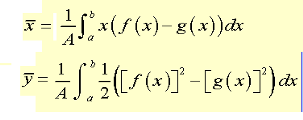 x̄ = 1/A ∫_a^b x(f(x) – g(x))dx
ȳ = 1/A ∫_a^b 1/2([f(x)]² – [g(x)]²)dx